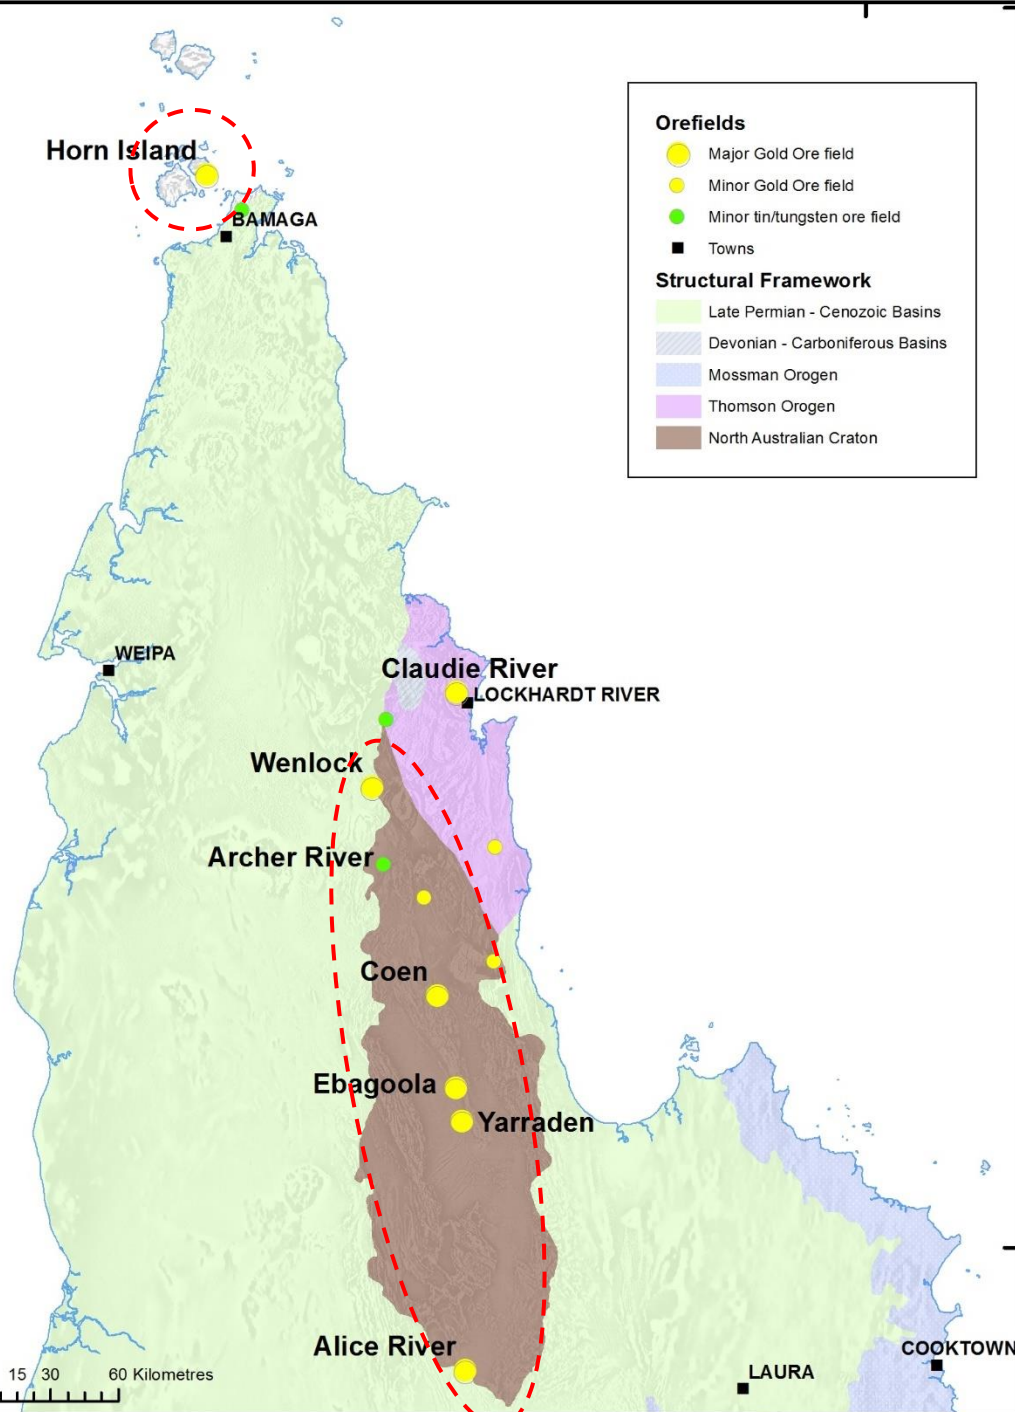 Horn Island
BAMAGA
Orefields
Major Gold Ore field
Minor Gold Ore field
Minor tin/tungsten ore field
Towns
Structural Framework
Late Permian - Cenozoic Basins
Devonian - Carboniferous Basins
Mossman Orogen
Thomson Orogen
North Australian Craton
WEIPA
Claudie River
LOCKHARDT RIVER
Wenlock
Archer River
Coen
Ebagoola
Yarraden
Alice River
COOKTOWN
LAURA
15 30 60 Kilometres